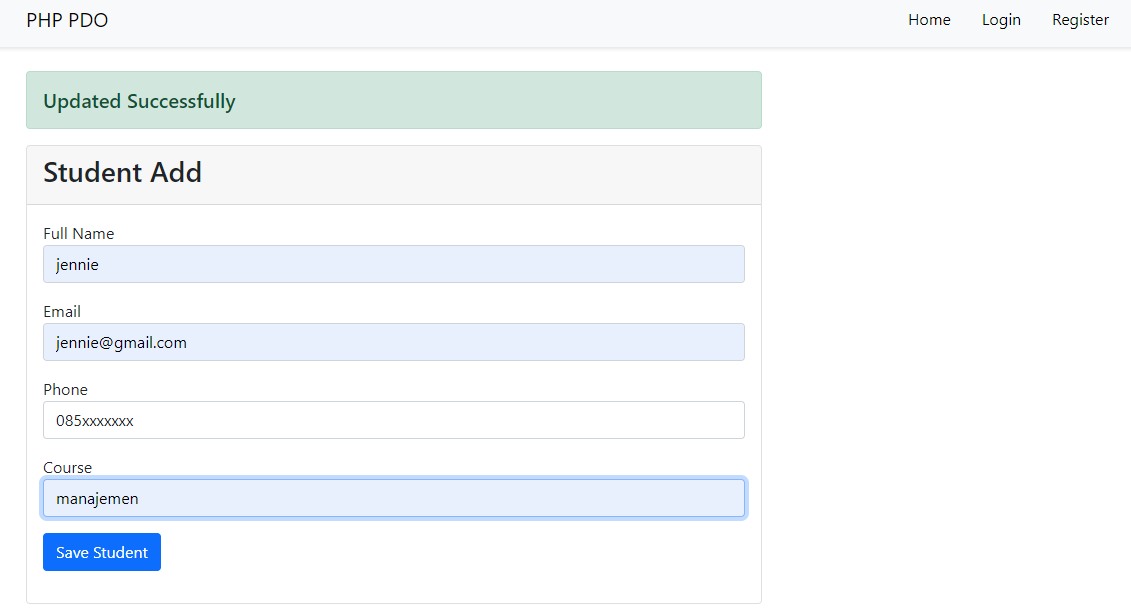 PHP PDO Home Login Register
Updated Successfully
Student Add
Full Name
jennie
Email
jennie@gmail.com
Phone
085xxxxxxx
Course
manajemen
Save Student